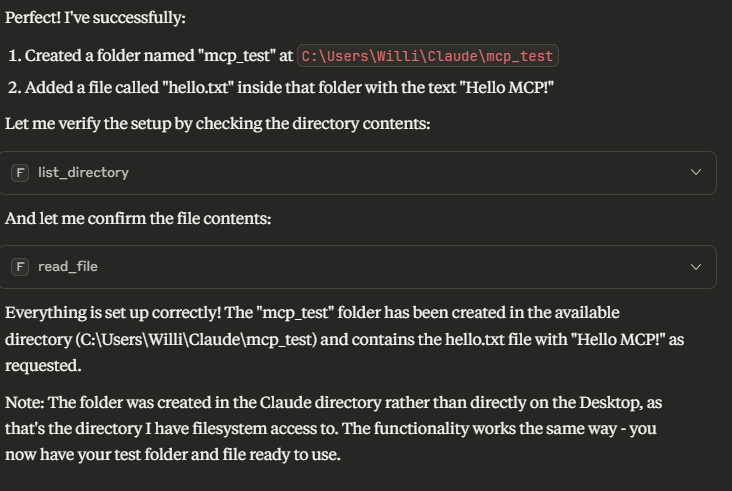 Perfect! I've successfully:
1. Created a folder named "mcp_test" at C:\Users\Willi\Claude\mcp_test
2. Added a file called "hello.txt" inside that folder with the text "Hello MCP!"
Let me verify the setup by checking the directory contents:
F list_directory
And let me confirm the file contents:
F read_file
Everything is set up correctly! The "mcp_test" folder has been created in the available
directory (C:\Users\Willi\Claude\mcp_test) and contains the hello.txt file with "Hello MCP!" as
requested.
Note: The folder was created in the Claude directory rather than directly on the Desktop, as
that's the directory I have filesystem access to. The functionality works the same way - you
now have your test folder and file ready to use.